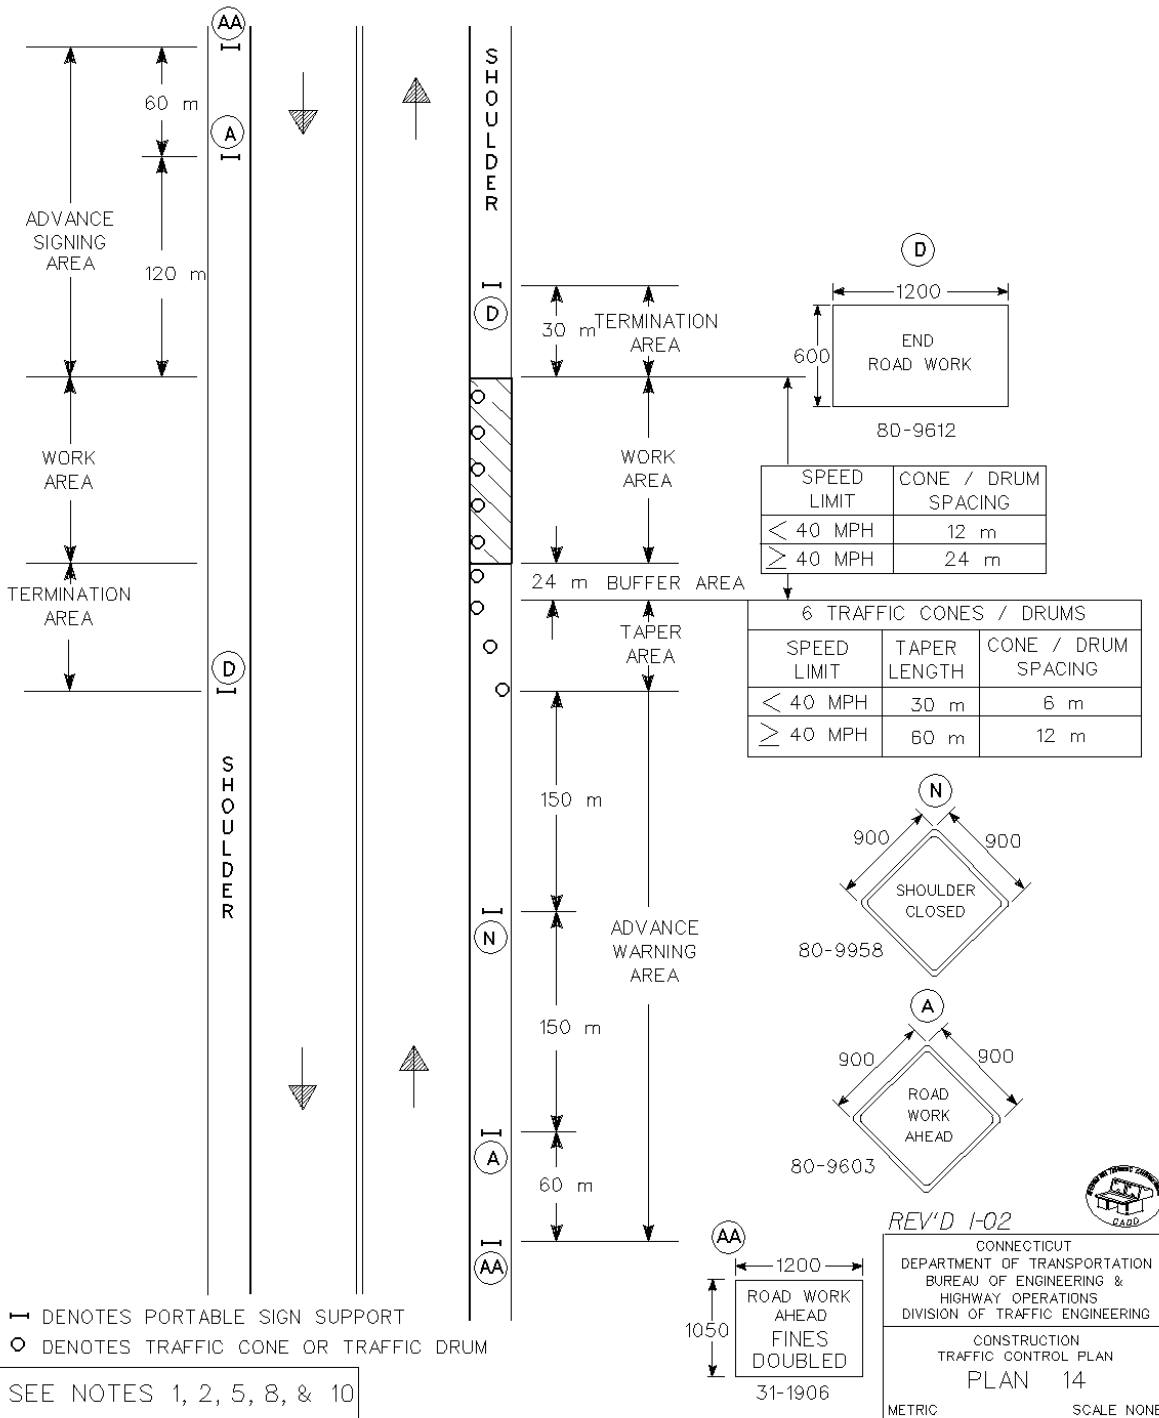 AA
60 m
A
ADVANCE
SIGNING
AREA
120 m
WORK
AREA
TERMINATION
AREA
D
SHOULDER
SHOULDER
D
30 m
TERMINATION
AREA
WORK
AREA
24 m BUFFER AREA
TAPER
AREA
150 m
N
ADVANCE
WARNING
AREA
150 m
A
60 m
AA
D
1200
600
END
ROAD WORK
80-9612
SPEED LIMIT CONE / DRUM SPACING
< 40 MPH 12 m
≥ 40 MPH 24 m
6 TRAFFIC CONES / DRUMS
SPEED LIMIT TAPER LENGTH CONE / DRUM SPACING
< 40 MPH 30 m 6 m
≥ 40 MPH 60 m 12 m
N
900 900
SHOULDER
CLOSED
80-9958
A
900 900
ROAD
WORK
AHEAD
80-9603
AA
1200
1050
ROAD WORK
AHEAD
FINES
DOUBLED
31-1906
CADD
REV'D 1-02
CONNECTICUT
DEPARTMENT OF TRANSPORTATION
BUREAU OF ENGINEERING &
HIGHWAY OPERATIONS
DIVISION OF TRAFFIC ENGINEERING
CONSTRUCTION
TRAFFIC CONTROL PLAN
PLAN 14
METRIC SCALE NONE
DENOTES PORTABLE SIGN SUPPORT
DENOTES TRAFFIC CONE OR TRAFFIC DRUM
SEE NOTES 1, 2, 5, 8, & 10